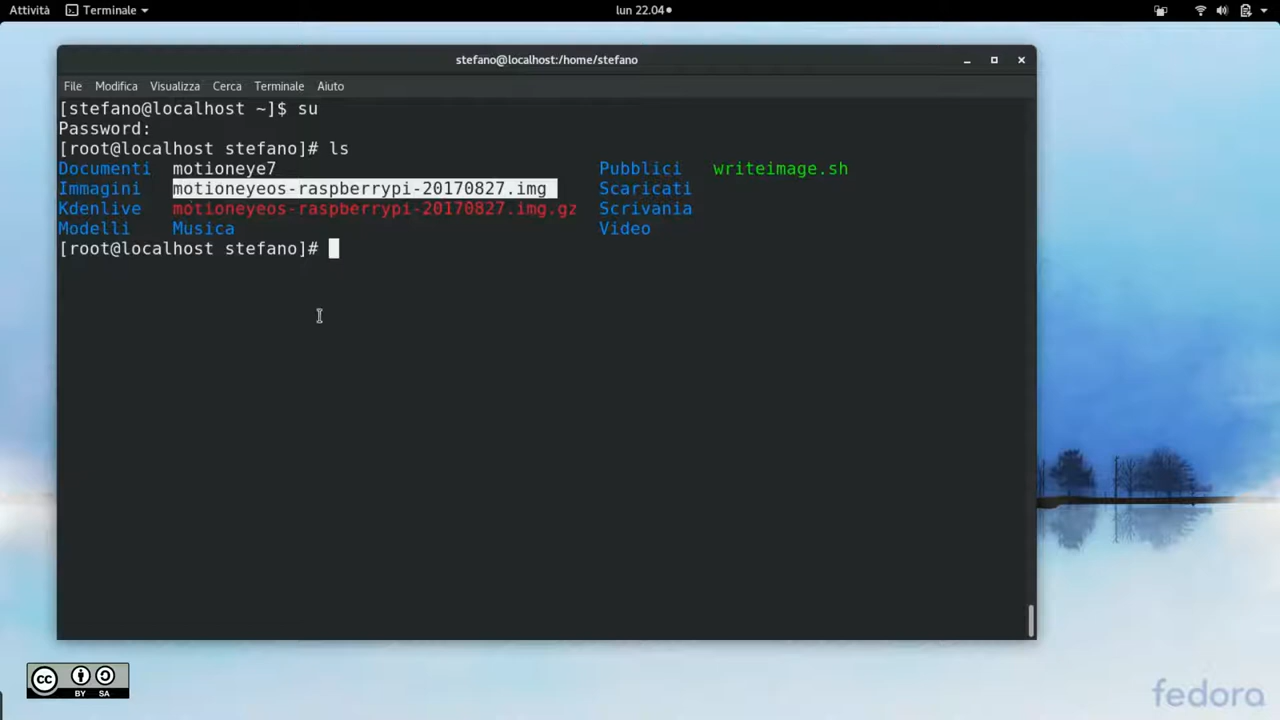 Attività Terminale lun 22.04
stefano@localhost:/home/stefano
File Modifica Visualizza Cerca Terminale Aiuto
[stefano@localhost ~]$ su
Password:
[root@localhost stefano]# ls
Documenti motioneye7 Pubblici writeimage.sh
Immagini motioneyeos-raspberrypi-20170827.img Scaricati
Kdenlive motioneyeos-raspberrypi-20170827.img.gz Scrivania
Modelli Musica Video
[root@localhost stefano]#
cc
BY SA
fedora